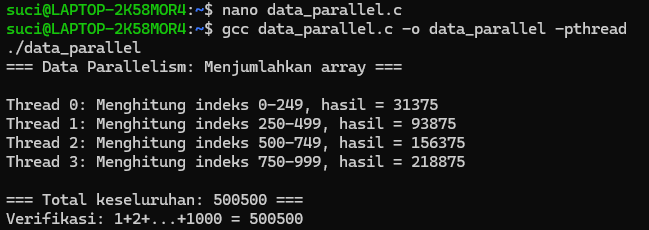 suci@LAPTOP-2K58MOR4:~$ nano data_parallel.c
suci@LAPTOP-2K58MOR4:~$ gcc data_parallel.c -o data_parallel -pthread
./data_parallel
=== Data Parallelism: Menjumlahkan array ===
Thread 0: Menghitung indeks 0-249, hasil = 31375
Thread 1: Menghitung indeks 250-499, hasil = 93875
Thread 2: Menghitung indeks 500-749, hasil = 156375
Thread 3: Menghitung indeks 750-999, hasil = 218875
=== Total keseluruhan: 500500 ===
Verifikasi: 1+2+...+1000 = 500500